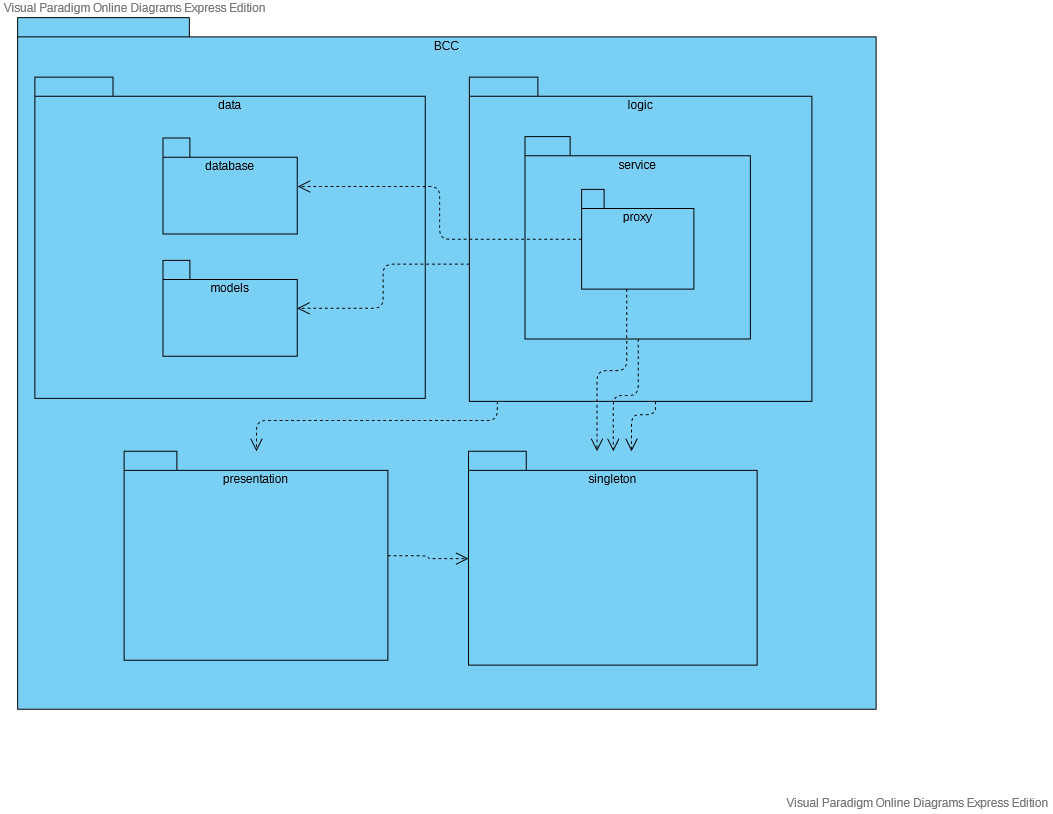 Visual Paradigm Online Diagrams Express Edition
BCC
data
logic
database
service
proxy
models
presentation
singleton
Visual Paradigm Online Diagrams Express Edition